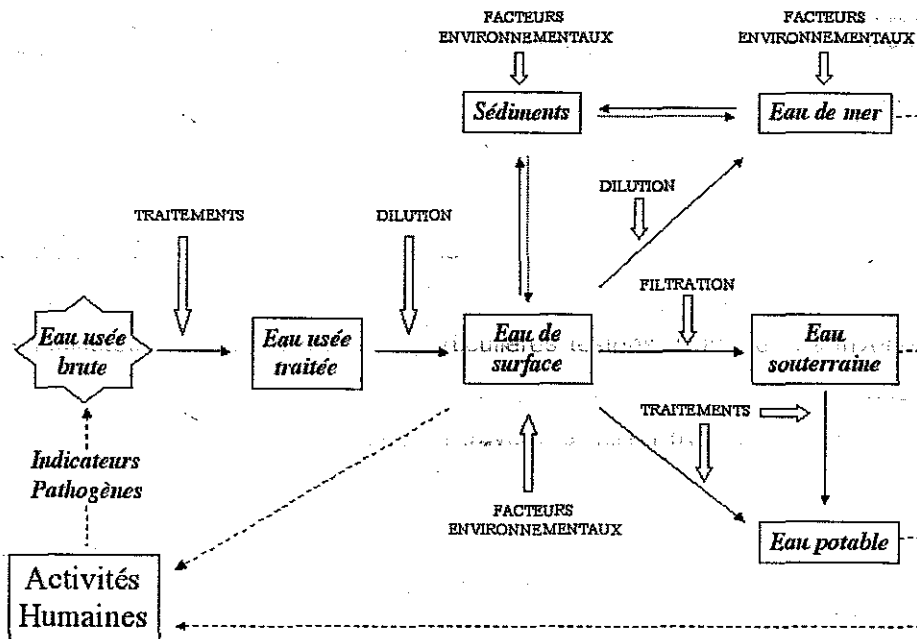 FACTEURS
ENVIRONNEMENTAUX
FACTEURS
ENVIRONNEMENTAUX
Sédiments
Eau de mer
DILUTION
TRAITEMENTS
DILUTION
FILTRATION
Eau usée
brute
Eau usée
traitée
Eau de
surface
Eau
souterraine
TRAITEMENTS
Indicateurs
Pathogènes
FACTEURS
ENVIRONNEMENTAUX
Eau potable
Activités
Humaines